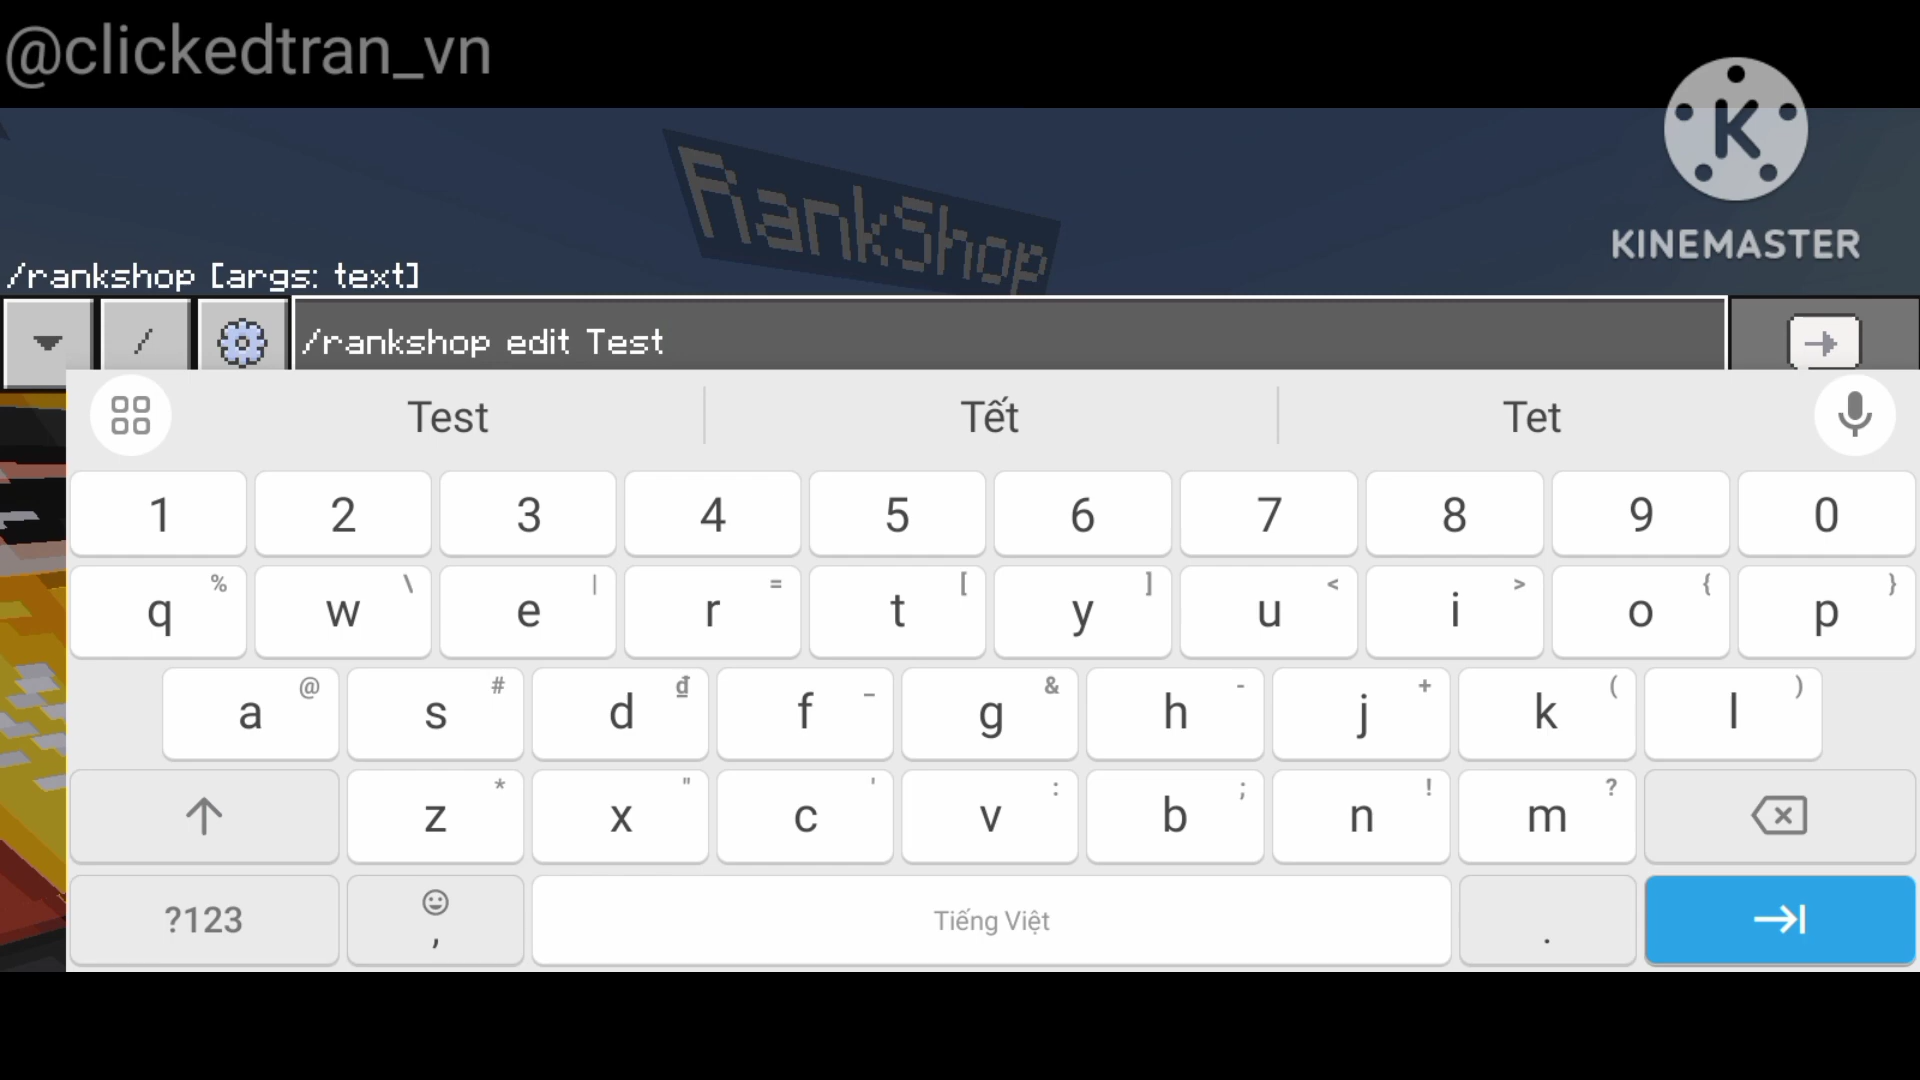 @clickedtran_vn
K
KINEMASTER
RankShop
/rankshop [args: text]
/
/rankshop edit Test
Test Tết Tet
1 2 3 4 5 6 7 8 9 0
q % w \ e | r = t [ y ] u < i > o { p }
a @ s # d ₫ f _ g & h - j + k ( l )
z * x " c ' v : b ; n ! m ?
?123 , Tiếng Việt .